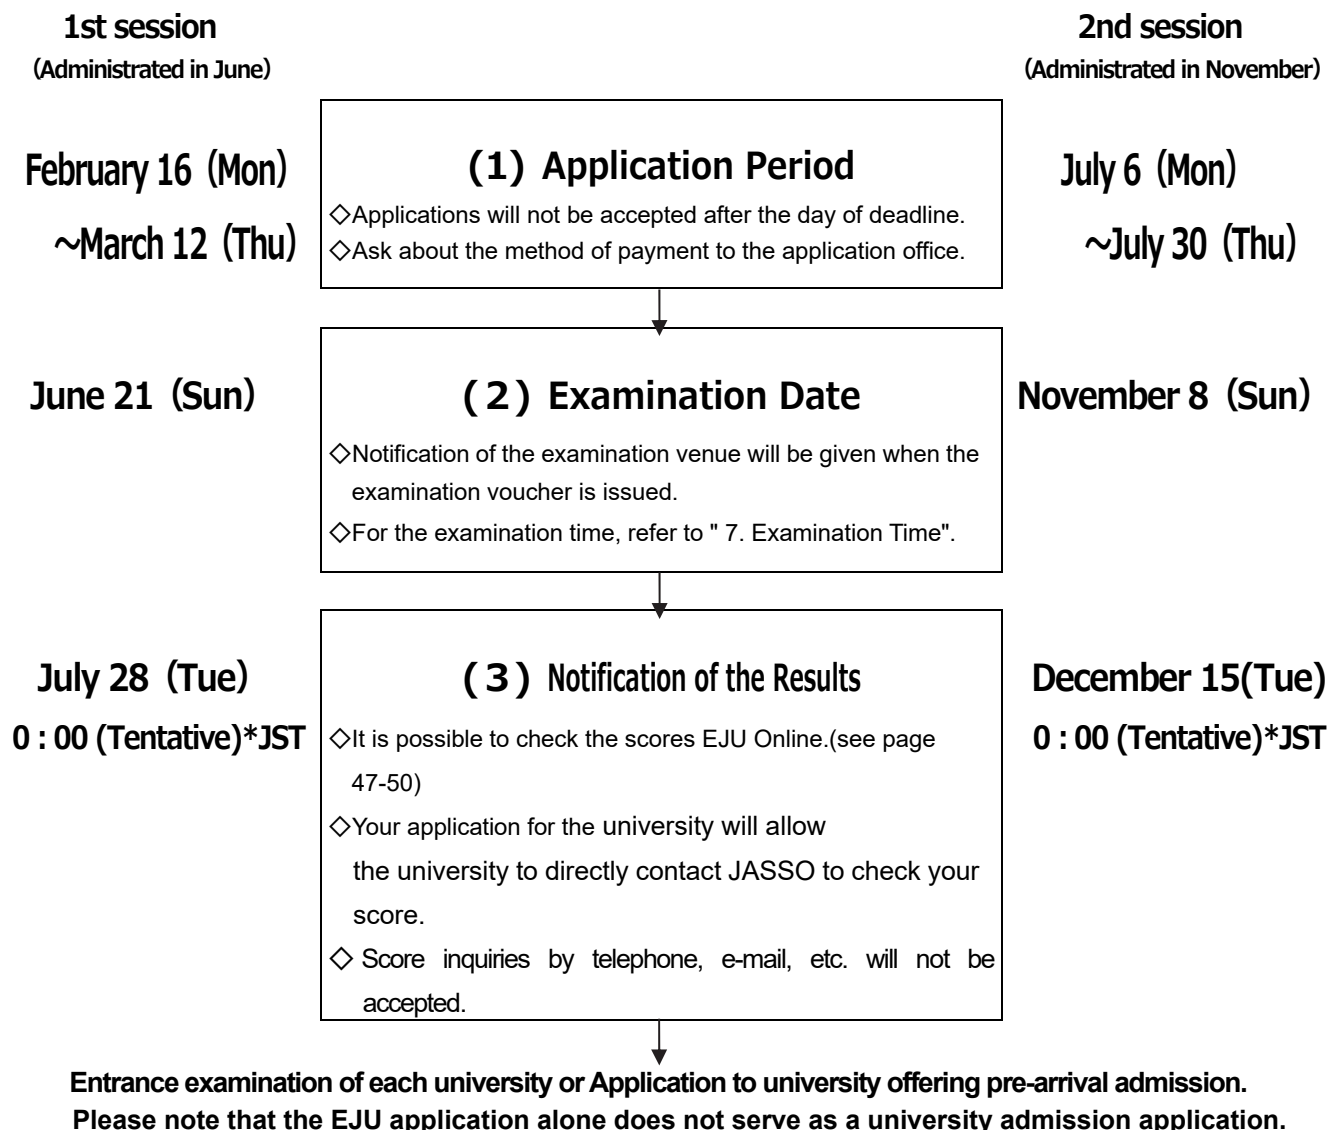 1st session
(Administrated in June)
2nd session
(Administrated in November)
February 16 (Mon)
~March 12 (Thu)
(1) Application Period
◇Applications will not be accepted after the day of deadline.
◇Ask about the method of payment to the application office.
July 6 (Mon)
~July 30 (Thu)
June 21 (Sun)
(2) Examination Date
◇Notification of the examination venue will be given when the
examination voucher is issued.
◇For the examination time, refer to " 7. Examination Time".
November 8 (Sun)
July 28 (Tue)
0 : 00 (Tentative)*JST
(3) Notification of the Results
◇It is possible to check the scores EJU Online.(see page
47-50)
◇Your application for the university will allow
the university to directly contact JASSO to check your
score.
◇ Score inquiries by telephone, e-mail, etc. will not be
accepted.
December 15(Tue)
0 : 00 (Tentative)*JST
Entrance examination of each university or Application to university offering pre-arrival admission.
Please note that the EJU application alone does not serve as a university admission application.